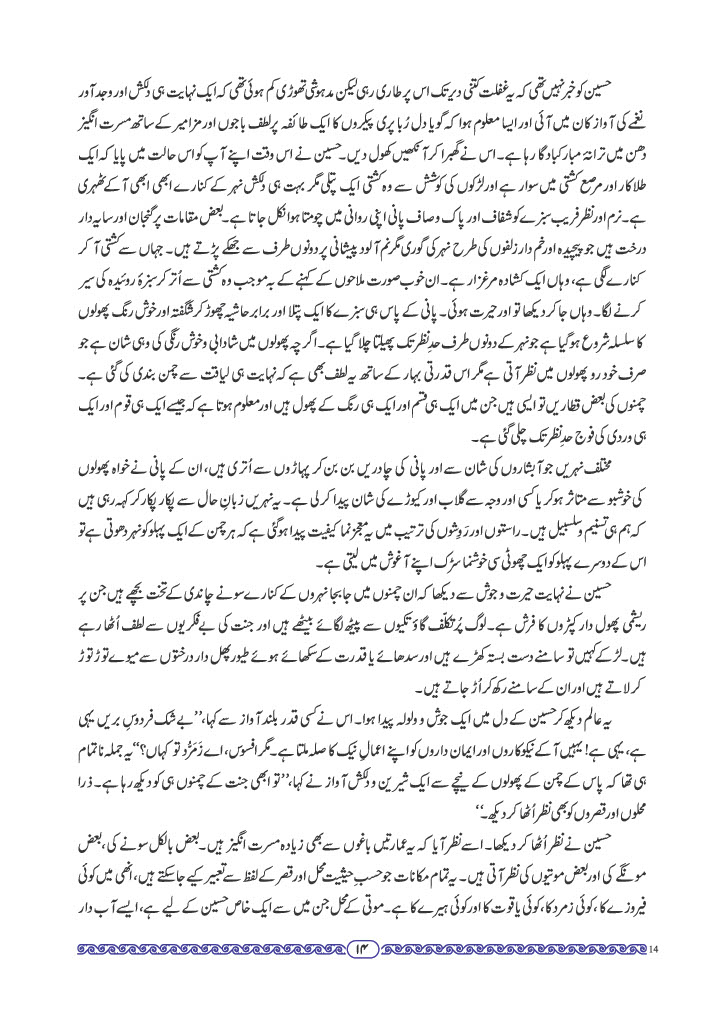 حسین کو خبر نہیں تھی کہ یہ غفلت کتنی دیر تک اس پر طاری رہی لیکن مدہوشی تھوڑی کم ہوئی تھی کہ ایک نہایت ہی دلکش اور وجد آور
نغمے کی آواز کان میں آئی اور ایسا معلوم ہوا کہ گویا دل رُبا پری پیکروں کا ایک طائفہ پر لطف باجوں اور مزامیر کے ساتھ مسرت انگیز
دھن میں ترانۂ مبارکباد گا رہا ہے۔ اس نے گھبرا کر آنکھیں کھول دیں۔ حسین نے اس وقت اپنے آپ کو اس حالت میں پایا کہ ایک
طلا کار اور مرصع کشتی میں سوار ہے اور لڑکوں کی کوشش سے وہ کشتی ایک پتلی مگر بہت ہی دلکش نہر کے کنارے ابھی ابھی آ کے ٹھہری
ہے۔ نرم اور نظر فریب سبزے کو شفاف اور پاک و صاف پانی اپنی روانی میں چومتا ہوا نکل جاتا ہے۔ بعض مقامات پر گنجان اور سایہ دار
درخت ہیں جو پیچیدہ اور خم دار زلفوں کی طرح نہر کی گوری مگر نم آلود پیشانی پر دونوں طرف سے جھکے پڑتے ہیں۔ جہاں سے کشتی آ کر
کنارے لگی ہے، وہاں ایک کشادہ مرغزار ہے۔ ان خوب صورت ملاحوں کے کہنے کے بہ موجب وہ کشتی سے اُتر کر سبزۂ روئیدہ کی سیر
کرنے لگا۔ وہاں جا کر دیکھا تو اور حیرت ہوئی۔ پانی کے پاس ہی سبزے کا ایک پتلا اور برابر حاشیہ چھوڑ کر شگفتہ اور خوش رنگ پھولوں
کا سلسلہ شروع ہوگیا ہے جو نہر کے دونوں طرف حدِ نظر تک پھیلتا چلا گیا ہے۔ اگر چہ پھولوں میں شادابی و خوش رنگی کی وہی شان ہے جو
صرف خود رو پھولوں میں نظر آتی ہے مگر اس قدرتی بہار کے ساتھ یہ لطف بھی ہے کہ نہایت ہی لیاقت سے چمن بندی کی گئی ہے۔
چمنوں کی بعض قطاریں تو ایسی ہیں جن میں ایک ہی قسم اور ایک ہی رنگ کے پھول ہیں اور معلوم ہوتا ہے کہ جیسے ایک ہی قوم اور ایک
ہی وردی کی فوج حدِ نظر تک چلی گئی ہے۔
مختلف نہریں جو آبشاروں کی شان سے اور پانی کی چادریں بن بن کر پہاڑوں سے اُتری ہیں، ان کے پانی نے خواہ پھولوں
کی خوشبو سے متاثر ہو کر یا کسی اور وجہ سے گلاب اور کیوڑے کی شان پیدا کر لی ہے۔ یہ نہریں زبانِ حال سے پکار پکار کر کہہ رہی ہیں
کہ ہم ہی تسنیم و سلسبیل ہیں۔ راستوں اور رَوِشوں کی ترتیب میں یہ معجز نما کیفیت پیدا ہوگئی ہے کہ ہر چمن کے ایک پہلو کو نہر دھوتی ہے تو
اس کے دوسرے پہلو کو ایک چھوٹی سی خوشنما سڑک اپنے آغوش میں لیتی ہے۔
حسین نے نہایت حیرت و جوش سے دیکھا کہ ان چمنوں میں جا بجا نہروں کے کنارے سونے چاندی کے تخت بچھے ہیں جن پر
ریشمی پھول دار کپڑوں کا فرش ہے۔ لوگ پُر تکلّف گاؤ تکیوں سے پیٹھ لگائے بیٹھے ہیں اور جنت کی بے فکریوں سے لطف اُٹھا رہے
ہیں۔ لڑکے کہیں تو سامنے دست بستہ کھڑے ہیں اور سدھائے یا قدرت کے سکھائے ہوئے طیور پھل دار درختوں سے میوے توڑ توڑ
کر لاتے ہیں اور ان کے سامنے رکھ کر اُڑ جاتے ہیں۔
یہ عالم دیکھ کر حسین کے دل میں ایک جوش و ولولہ پیدا ہوا۔ اس نے کسی قدر بلند آواز سے کہا، ’’بے شک فردوسِ بریں یہی
ہے، یہی ہے! یہیں آ کے نیکو کاروں اور ایمان داروں کو اپنے اعمالِ نیک کا صلہ ملتا ہے۔ مگر افسوس، اے زَمَرُّد تو کہاں؟‘‘ یہ جملہ نا تمام
ہی تھا کہ پاس کے چمن کے پھولوں کے نیچے سے ایک شیرین و دلکش آواز نے کہا، ’’تو ابھی جنت کے چمنوں ہی کو دیکھ رہا ہے۔ ذرا
محلوں اور قصروں کو بھی نظر اُٹھا کر دیکھ۔‘‘
حسین نے نظر اُٹھا کر دیکھا۔ اسے نظر آیا کہ یہ عمارتیں باغوں سے بھی زیادہ مسرت انگیز ہیں۔ بعض بالکل سونے کی، بعض
مونگے کی اور بعض موتیوں کی نظر آتی ہیں۔ یہ تمام مکانات جو حسبِ حیثیت محل اور قصر کے لفظ سے تعبیر کیے جاسکتے ہیں، انھی میں کوئی
فیروزے کا، کوئی زمرد کا، کوئی یاقوت کا اور کوئی ہیرے کا ہے۔ موتی کے محل جن میں سے ایک خاص حسین کے لیے ہے، ایسے آب دار
۱۴
14